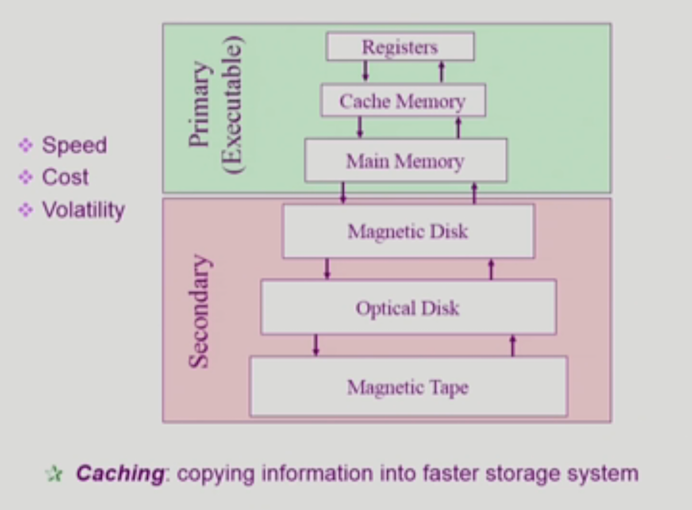 Primary
(Executable)
Registers
Cache Memory
Main Memory
Speed
Cost
Volatility
Secondary
Magnetic Disk
Optical Disk
Magnetic Tape
Caching: copying information into faster storage system